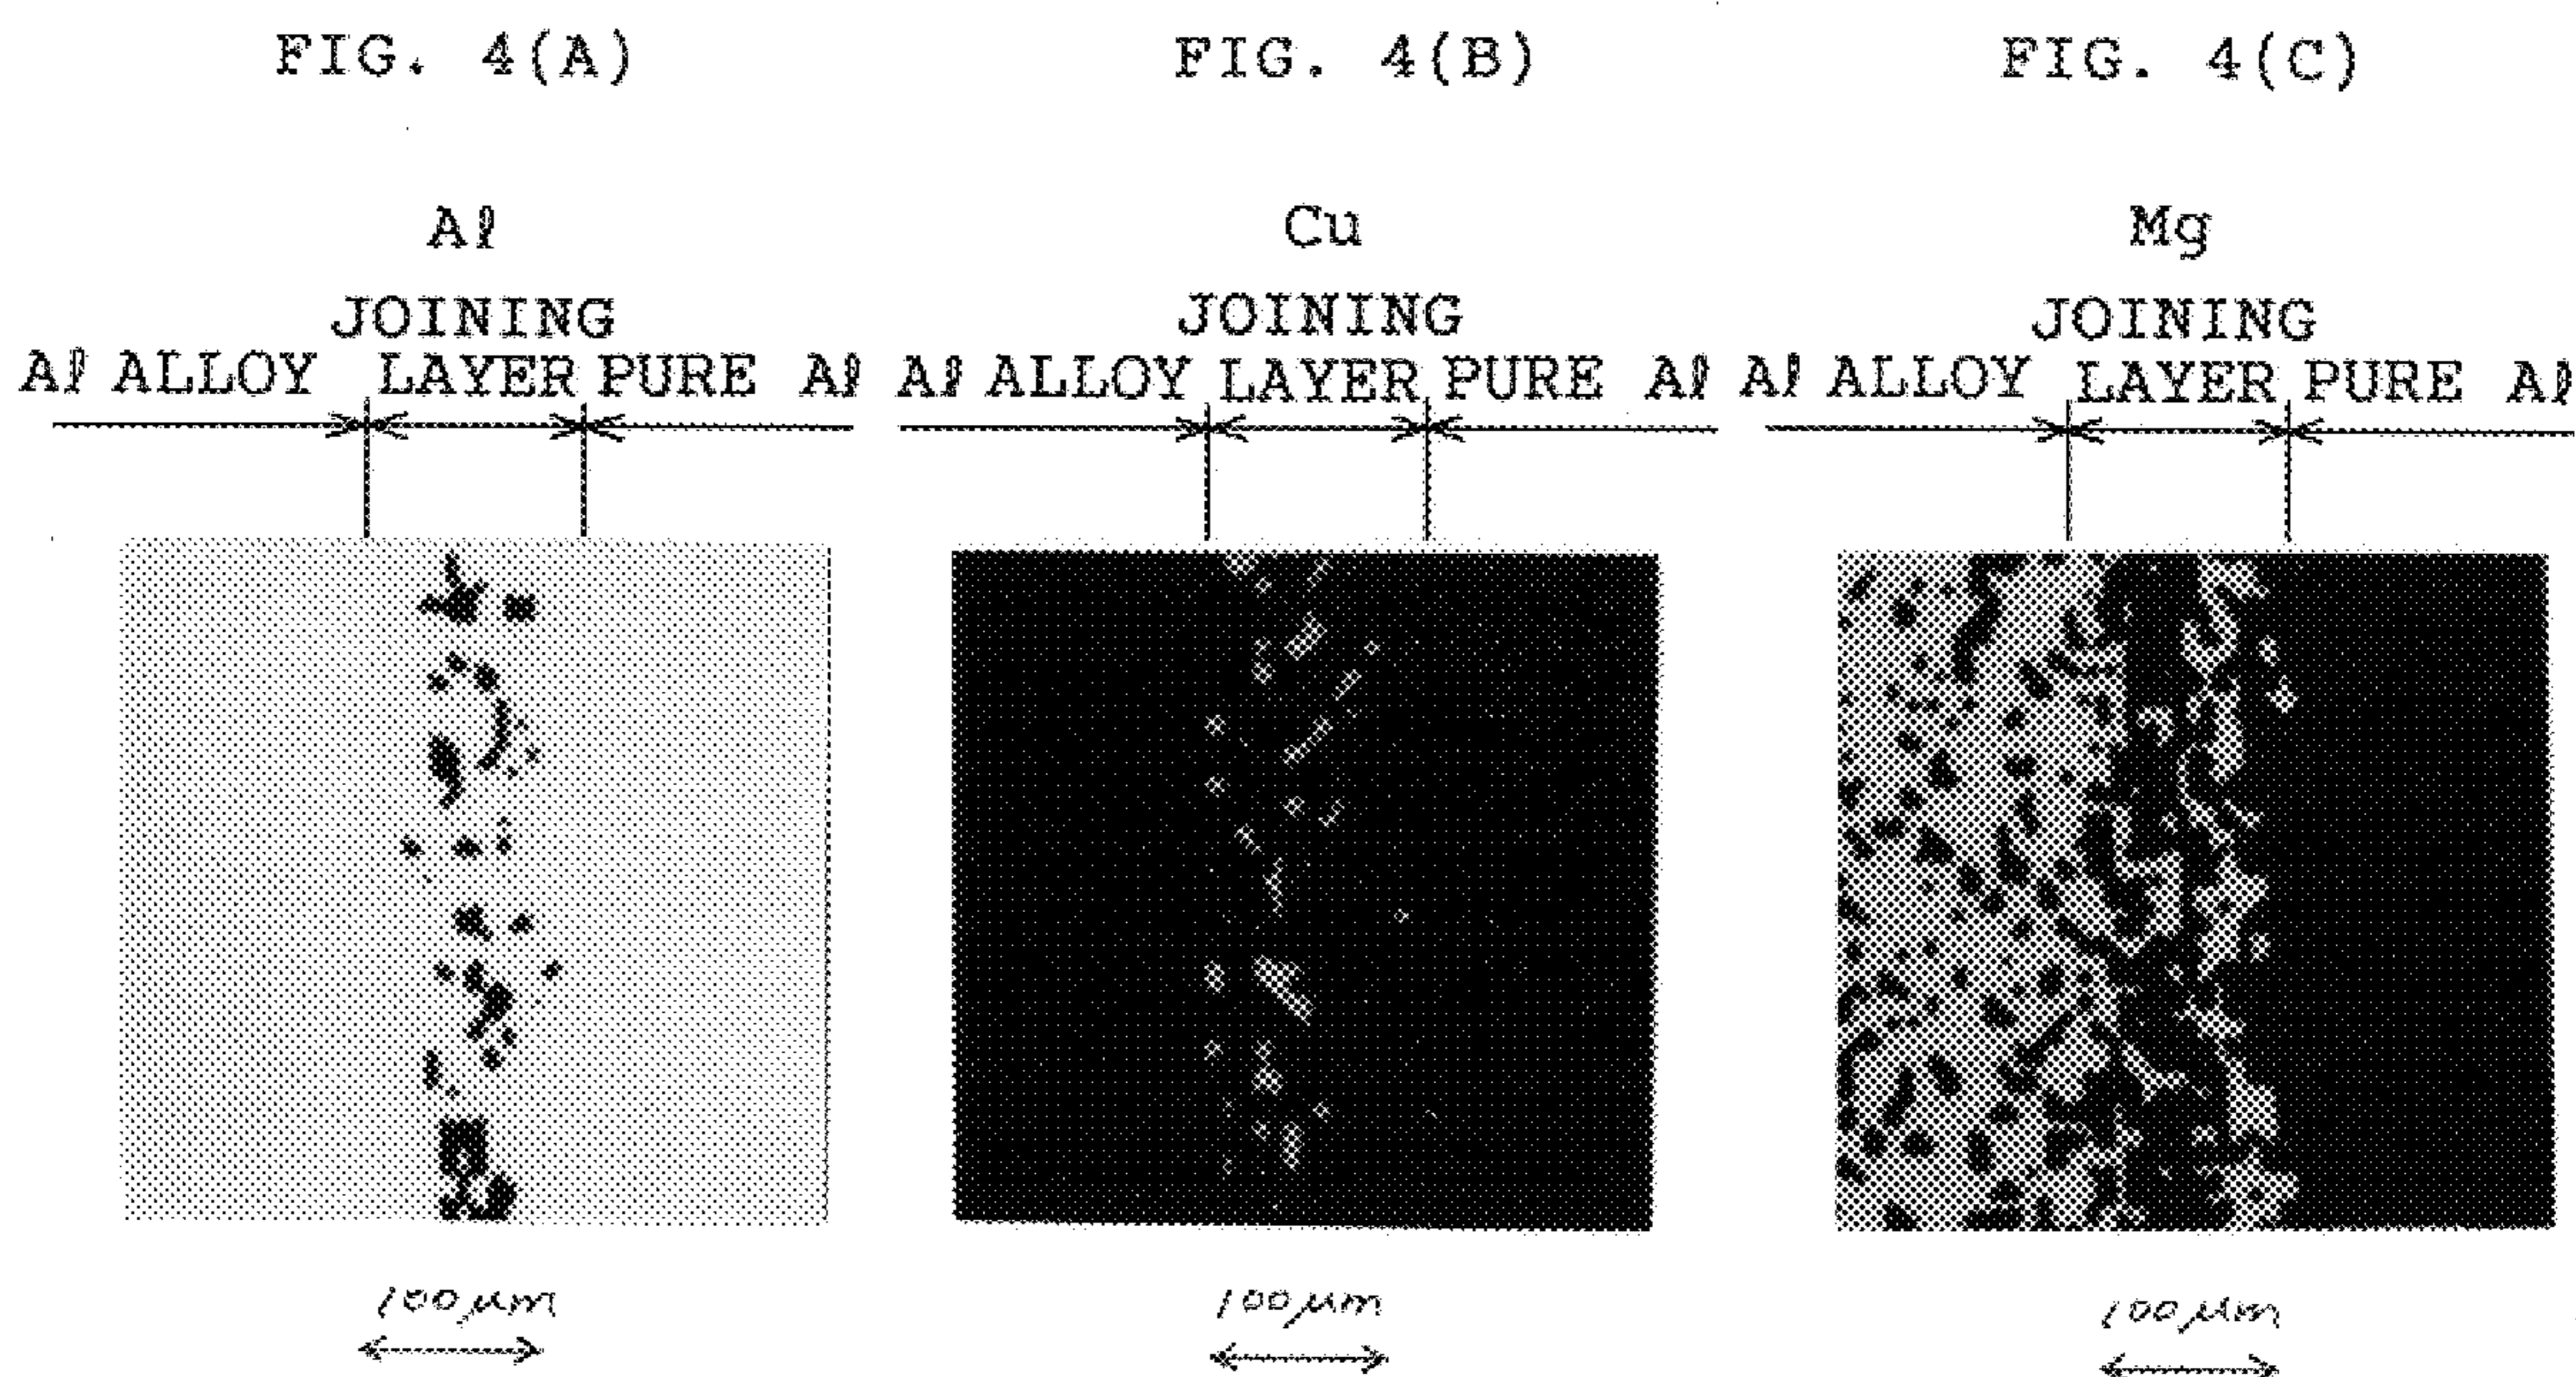 FIG. 4(A)
Aℓ
JOINING
Aℓ ALLOY LAYER PURE Aℓ
100μm
FIG. 4(B)
Cu
JOINING
Aℓ ALLOY LAYER PURE Aℓ
100μm
FIG. 4(C)
Mg
JOINING
Aℓ ALLOY LAYER PURE Aℓ
100μm